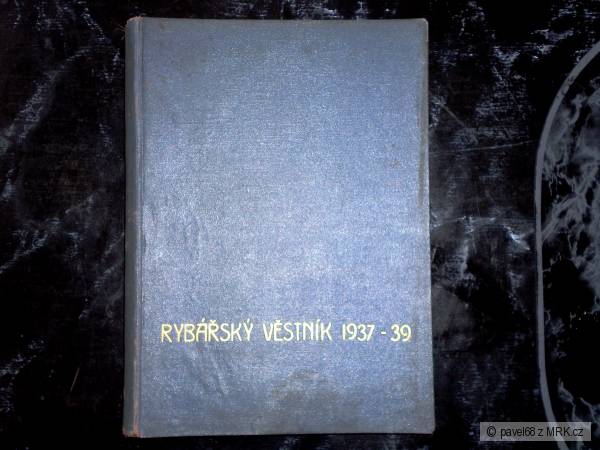 RYBÁŘSKÝ VĚSTNÍK 1937 - 39
© pavel68 z MRK.cz